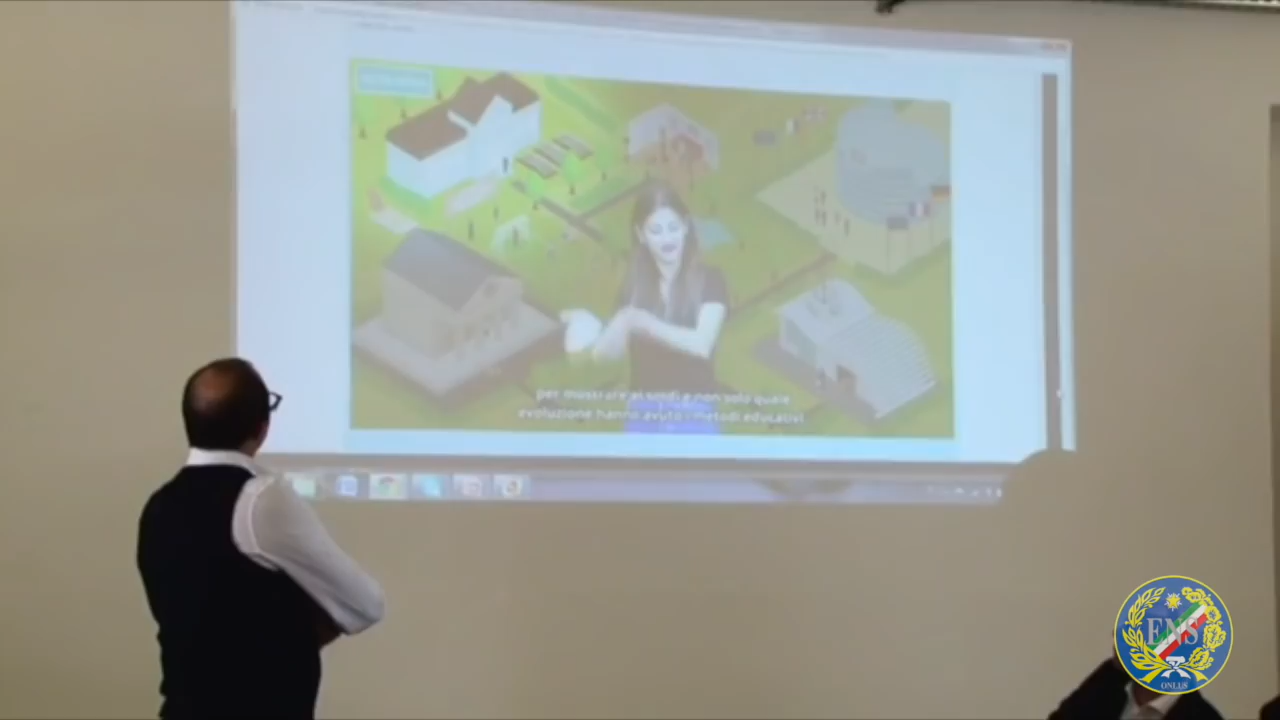 per mostrare ai sordi e non solo quale
evoluzione hanno avuto i metodi educativi
ENS
ONLUS